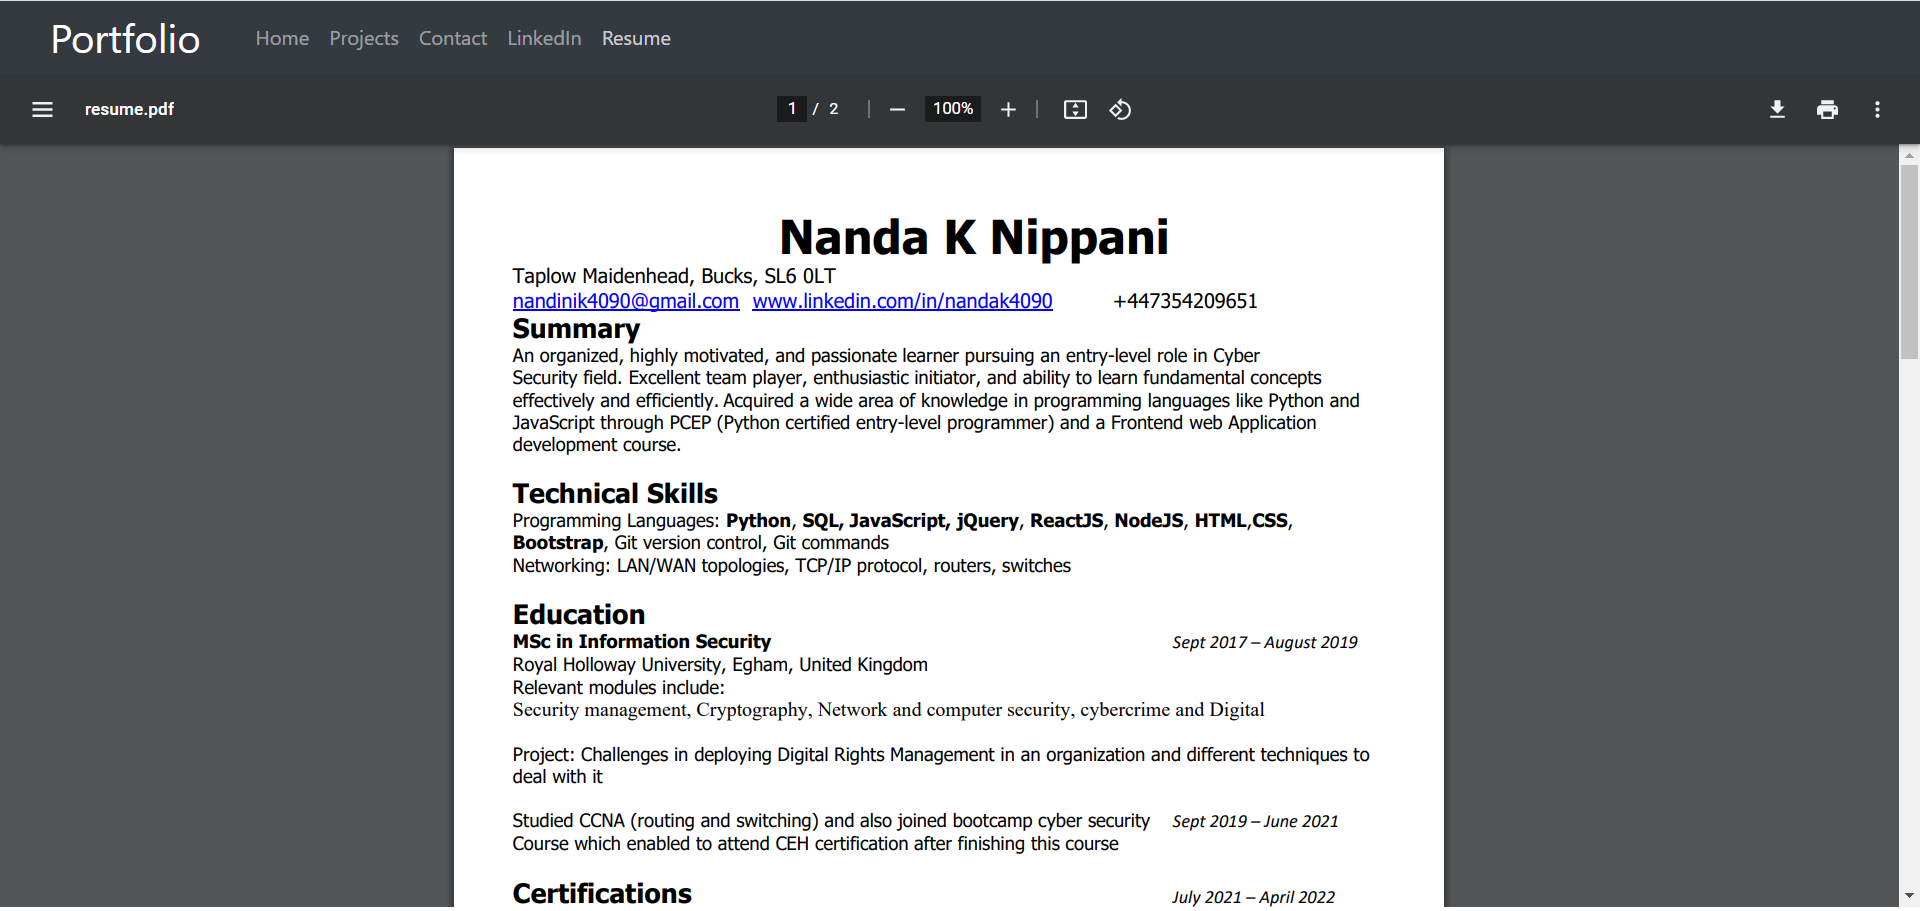 Portfolio Home Projects Contact LinkedIn Resume
resume.pdf 1 / 2 100%
Nanda K Nippani
Taplow Maidenhead, Bucks, SL6 0LT
nandinik4090@gmail.com www.linkedin.com/in/nandak4090 +447354209651
Summary
An organized, highly motivated, and passionate learner pursuing an entry-level role in Cyber
Security field. Excellent team player, enthusiastic initiator, and ability to learn fundamental concepts
effectively and efficiently. Acquired a wide area of knowledge in programming languages like Python and
JavaScript through PCEP (Python certified entry-level programmer) and a Frontend web Application
development course.
Technical Skills
Programming Languages: Python, SQL, JavaScript, jQuery, ReactJS, NodeJS, HTML,CSS,
Bootstrap, Git version control, Git commands
Networking: LAN/WAN topologies, TCP/IP protocol, routers, switches
Education
MSc in Information Security Sept 2017 – August 2019
Royal Holloway University, Egham, United Kingdom
Relevant modules include:
Security management, Cryptography, Network and computer security, cybercrime and Digital
Project: Challenges in deploying Digital Rights Management in an organization and different techniques to
deal with it
Studied CCNA (routing and switching) and also joined bootcamp cyber security Sept 2019 – June 2021
Course which enabled to attend CEH certification after finishing this course
Certifications July 2021 – April 2022